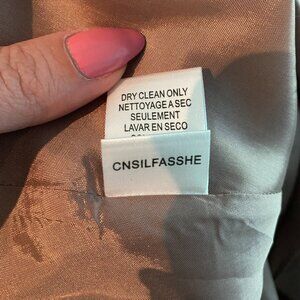 DRY CLEAN ONLY
NETTOYAGE A SEC
SEULEMENT
LAVAR EN SECO
CNSILFASSHE